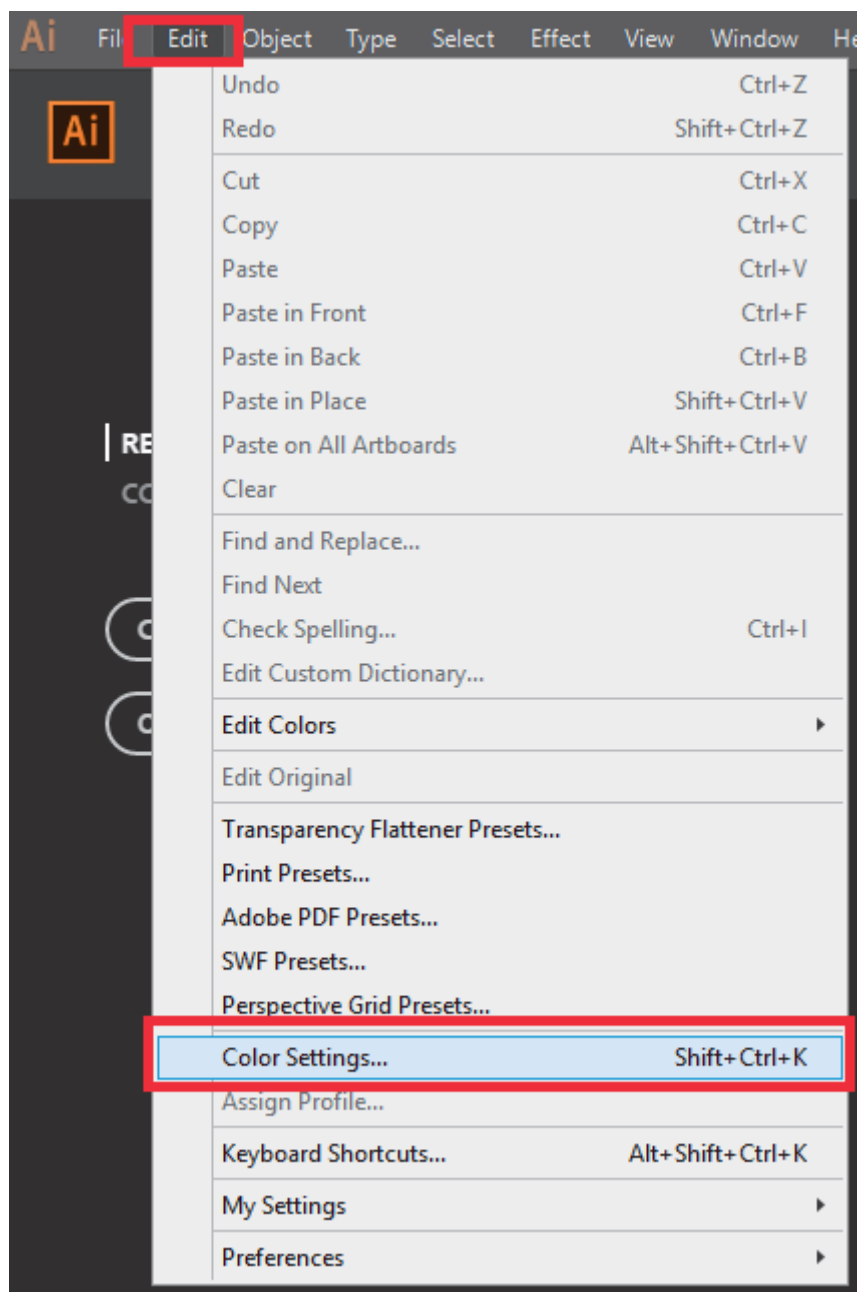 Ai Fil Edit Object Type Select Effect View Window He
Ai
Undo Ctrl+Z
Redo Shift+Ctrl+Z
Cut Ctrl+X
Copy Ctrl+C
Paste Ctrl+V
Paste in Front Ctrl+F
Paste in Back Ctrl+B
Paste in Place Shift+Ctrl+V
RE
Paste on All Artboards Alt+Shift+Ctrl+V
CC
Clear
Find and Replace...
Find Next
Check Spelling... Ctrl+I
Edit Custom Dictionary...
Edit Colors
Edit Original
Transparency Flattener Presets...
Print Presets...
Adobe PDF Presets...
SWF Presets...
Perspective Grid Presets...
Color Settings... Shift+Ctrl+K
Assign Profile...
Keyboard Shortcuts... Alt+Shift+Ctrl+K
My Settings
Preferences